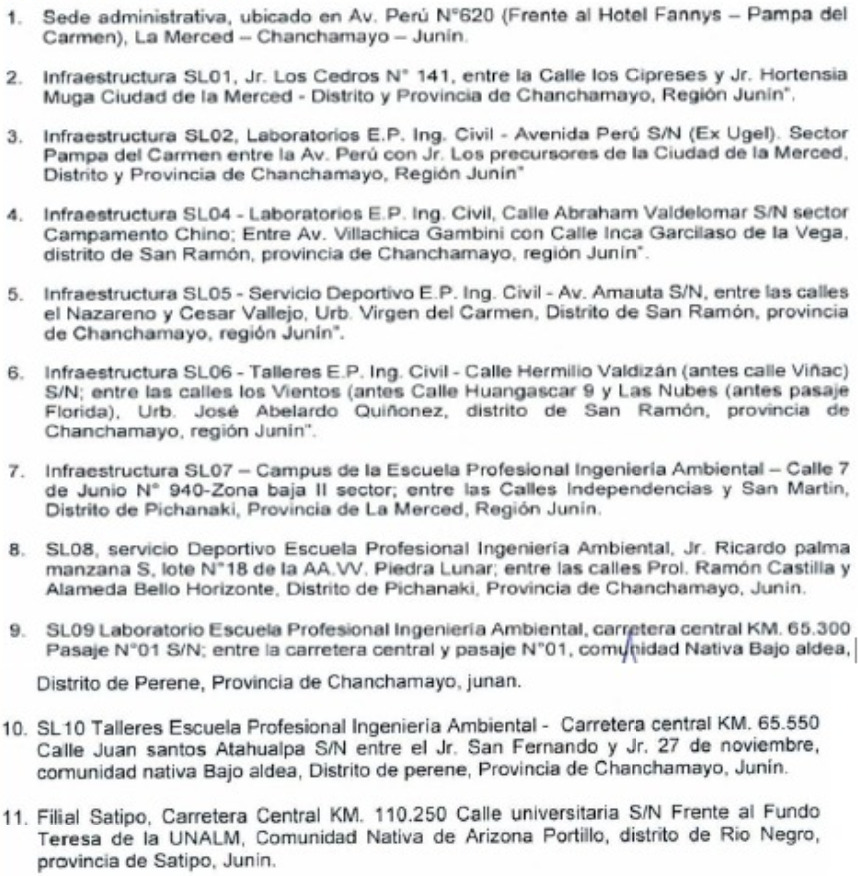 1. Sede administrativa, ubicado en Av. Perú N°620 (Frente al Hotel Fannys – Pampa del
Carmen), La Merced – Chanchamayo – Junín.
2. Infraestructura SL01, Jr. Los Cedros N° 141, entre la Calle los Cipreses y Jr. Hortensia
Muga Ciudad de la Merced - Distrito y Provincia de Chanchamayo, Región Junín".
3. Infraestructura SL02, Laboratorios E.P. Ing. Civil - Avenida Perú S/N (Ex Ugel). Sector
Pampa del Carmen entre la Av. Perú con Jr. Los precursores de la Ciudad de la Merced,
Distrito y Provincia de Chanchamayo, Región Junín"
4. Infraestructura SL04 - Laboratorios E.P. Ing. Civil, Calle Abraham Valdelomar S/N sector
Campamento Chino; Entre Av. Villachica Gambini con Calle Inca Garcilaso de la Vega,
distrito de San Ramón, provincia de Chanchamayo, región Junín".
5. Infraestructura SL05 - Servicio Deportivo E.P. Ing. Civil - Av. Amauta S/N, entre las calles
el Nazareno y Cesar Vallejo, Urb. Virgen del Carmen, Distrito de San Ramón, provincia
de Chanchamayo, región Junín".
6. Infraestructura SL06 - Talleres E.P. Ing. Civil - Calle Hermilio Valdizán (antes calle Viñac)
S/N; entre las calles los Vientos (antes Calle Huangascar 9 y Las Nubes (antes pasaje
Florida), Urb. José Abelardo Quiñonez, distrito de San Ramón, provincia de
Chanchamayo, región Junín".
7. Infraestructura SL07 – Campus de la Escuela Profesional Ingeniería Ambiental – Calle 7
de Junio N° 940-Zona baja II sector; entre las Calles Independencias y San Martin,
Distrito de Pichanaki, Provincia de La Merced, Región Junín.
8. SL08, servicio Deportivo Escuela Profesional Ingeniería Ambiental, Jr. Ricardo palma
manzana S, lote N°18 de la AA.VV. Piedra Lunar; entre las calles Prol. Ramón Castilla y
Alameda Bello Horizonte, Distrito de Pichanaki, Provincia de Chanchamayo, Junín.
9. SL09 Laboratorio Escuela Profesional Ingeniería Ambiental, carretera central KM. 65.300
Pasaje N°01 S/N; entre la carretera central y pasaje N°01, comunidad Nativa Bajo aldea,
Distrito de Perene, Provincia de Chanchamayo, junan.
10. SL10 Talleres Escuela Profesional Ingeniería Ambiental - Carretera central KM. 65.550
Calle Juan santos Atahualpa S/N entre el Jr. San Fernando y Jr. 27 de noviembre,
comunidad nativa Bajo aldea, Distrito de perene, Provincia de Chanchamayo, Junín.
11. Filial Satipo, Carretera Central KM. 110.250 Calle universitaria S/N Frente al Fundo
Teresa de la UNALM, Comunidad Nativa de Arizona Portillo, distrito de Rio Negro,
provincia de Satipo, Junín.